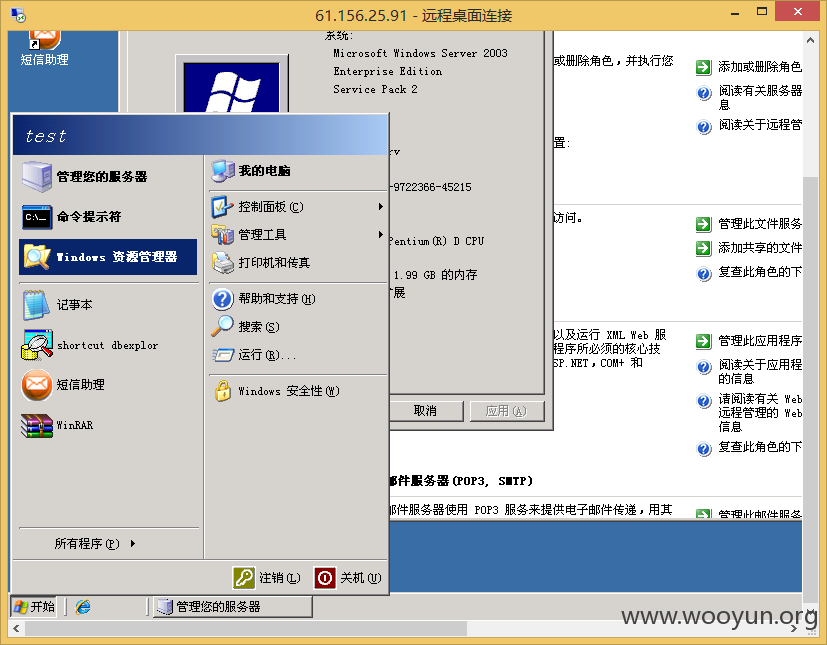 61.156.25.91 - 远程桌面连接
短信助理
系统:
Microsoft Windows Server 2003
Enterprise Edition
Service Pack 2
-9722366-45215
Pentium(R) D CPU
1.99 GB 的内存
展
取消
应用(A)
test
管理您的服务器
命令提示符
Windows 资源管理器
记事本
shortcut dbexplor
短信助理
WinRAR
所有程序(P)
我的电脑
控制面板(C)
管理工具
打印机和传真
帮助和支持(H)
搜索(S)
运行(R)...
Windows 安全性(W)
注销(L)
关机(U)
或删除角色，并执行您
置:
访问。
以及运行 XML Web 服
程序所必须的核心技
SP.NET，COM+ 和
邮件服务器(POP3, SMTP)
邮件服务器使用 POP3 服务来提供电子邮件传递，用其
添加或删除角色
阅读有关服务器
息
阅读关于远程管
管理此文件服务
添加共享的文件
复查此角色的下
管理此应用程序
阅读关于应用程
的信息
请阅读有关 Web
远程管理的 Web
信息
复查此角色的下
管理此邮件服务
开始
管理您的服务器
www.wooyun.org